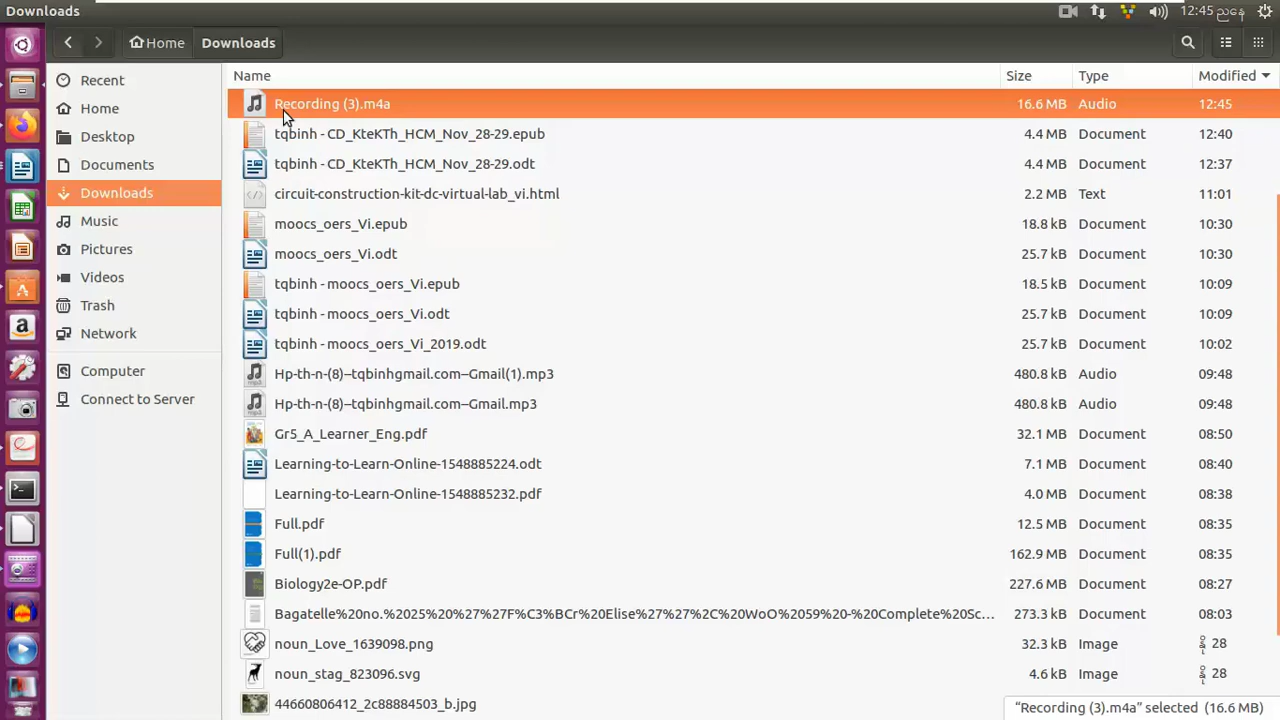 Downloads 12:45 ညနေ
Home Downloads
Name Size Type Modified
Recent
Home
Desktop
Documents
Downloads
Music
Pictures
Videos
Trash
Network
Computer
Connect to Server
Recording (3).m4a 16.6 MB Audio 12:45
tqbinh - CD_KteKTh_HCM_Nov_28-29.epub 4.4 MB Document 12:40
tqbinh - CD_KteKTh_HCM_Nov_28-29.odt 4.4 MB Document 12:37
circuit-construction-kit-dc-virtual-lab_vi.html 2.2 MB Text 11:01
moocs_oers_Vi.epub 18.8 kB Document 10:30
moocs_oers_Vi.odt 25.7 kB Document 10:30
tqbinh - moocs_oers_Vi.epub 18.5 kB Document 10:09
tqbinh - moocs_oers_Vi.odt 25.7 kB Document 10:09
tqbinh - moocs_oers_Vi_2019.odt 25.7 kB Document 10:02
Hp-th-n-(8)–tqbinhgmail.com–Gmail(1).mp3 480.8 kB Audio 09:48
Hp-th-n-(8)–tqbinhgmail.com–Gmail.mp3 480.8 kB Audio 09:48
Gr5_A_Learner_Eng.pdf 32.1 MB Document 08:50
Learning-to-Learn-Online-1548885224.odt 7.1 MB Document 08:40
Learning-to-Learn-Online-1548885232.pdf 4.0 MB Document 08:38
Full.pdf 12.5 MB Document 08:35
Full(1).pdf 162.9 MB Document 08:35
Biology2e-OP.pdf 227.6 MB Document 08:27
Bagatelle%20no.%2025%20%27%27F%C3%BCr%20Elise%27%27%2C%20WoO%2059%20-%20Complete%20Sc... 273.3 kB Document 08:03
noun_Love_1639098.png 32.3 kB Image 28
noun_stag_823096.svg 4.6 kB Image 28
44660806412_2c88884503_b.jpg
“Recording (3).m4a” selected (16.6 MB)